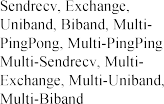 Sendrecv, Exchange,
Uniband, Biband, Multi-
PingPong, Multi-PingPing
Multi-Sendrecv, Multi-
Exchange, Multi-Uniband,
Multi-Biband